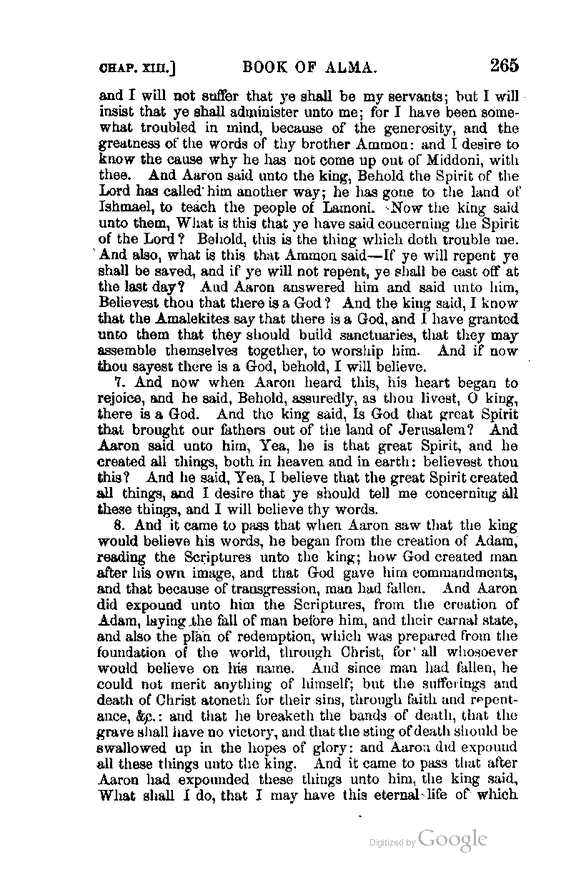 CHAP. XIII.] BOOK OF ALMA. 265
and I will not suffer that ye shall be my servants; but I will
insist that ye shall administer unto me; for I have been some-
what troubled in mind, because of the generosity, and the
greatness of the words of thy brother Ammon: and I desire to
know the cause why he has not come up out of Middoni, with
thee. And Aaron said unto the king, Behold the Spirit of the
Lord has called him another way; he has gone to the land of
Ishmael, to teach the people of Lamoni. Now the king said
unto them, What is this that ye have said concerning the Spirit
of the Lord? Behold, this is the thing which doth trouble me.
And also, what is this that Ammon said—If ye will repent ye
shall be saved, and if ye will not repent, ye shall be cast off at
the last day? And Aaron answered him and said unto him,
Believest thou that there is a God? And the king said, I know
that the Amalekites say that there is a God, and I have granted
unto them that they should build sanctuaries, that they may
assemble themselves together, to worship him. And if now
thou sayest there is a God, behold, I will believe.
7. And now when Aaron heard this, his heart began to
rejoice, and he said, Behold, assuredly, as thou livest, O king,
there is a God. And the king said, Is God that great Spirit
that brought our fathers out of the land of Jerusalem? And
Aaron said unto him, Yea, he is that great Spirit, and he
created all things, both in heaven and in earth: believest thou
this? And he said, Yea, I believe that the great Spirit created
all things, and I desire that ye should tell me concerning all
these things, and I will believe thy words.
8. And it came to pass that when Aaron saw that the king
would believe his words, he began from the creation of Adam,
reading the Scriptures unto the king; how God created man
after his own image, and that God gave him commandments,
and that because of transgression, man had fallen. And Aaron
did expound unto him the Scriptures, from the creation of
Adam, laying the fall of man before him, and their carnal state,
and also the plan of redemption, which was prepared from the
foundation of the world, through Christ, for all whosoever
would believe on his name. And since man had fallen, he
could not merit anything of himself; but the sufferings and
death of Christ atoneth for their sins, through faith and repent-
ance, &c.: and that he breaketh the bands of death, that the
grave shall have no victory, and that the sting of death should be
swallowed up in the hopes of glory: and Aaron did expound
all these things unto the king. And it came to pass that after
Aaron had expounded these things unto him, the king said,
What shall I do, that I may have this eternal life of which
Digitized by Google